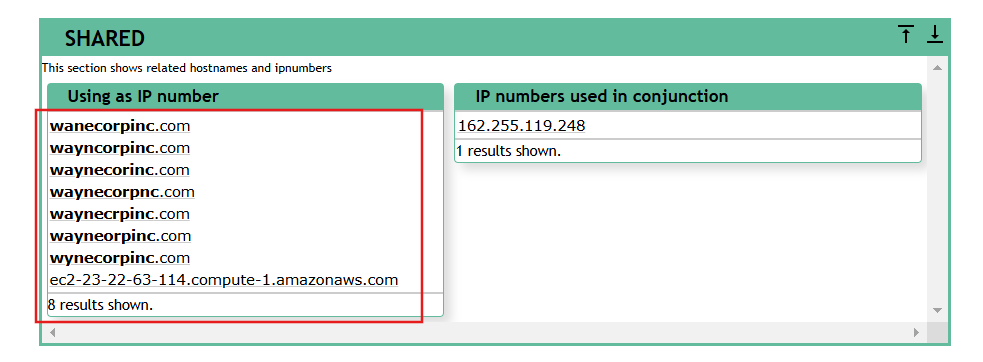 SHARED
This section shows related hostnames and ipnumbers
Using as IP number
wanecorpinc.com
wayncorpinc.com
waynecorinc.com
waynecorpnc.com
waynecrpinc.com
wayneorpinc.com
wynecorpinc.com
ec2-23-22-63-114.compute-1.amazonaws.com
8 results shown.
IP numbers used in conjunction
162.255.119.248
1 results shown.